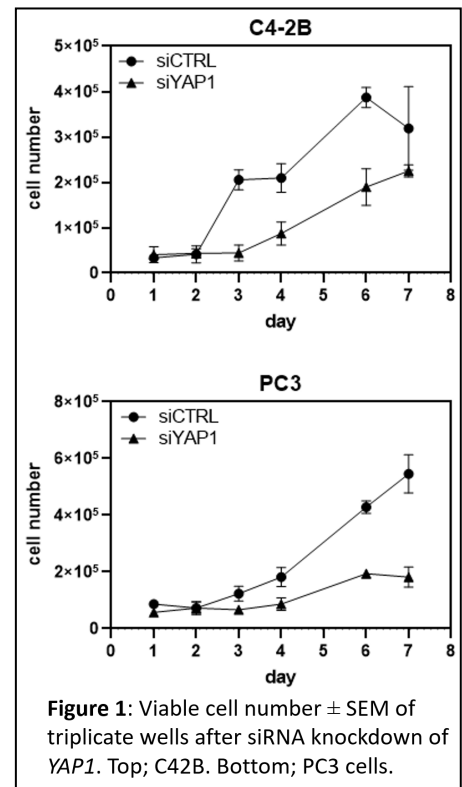 C4-2B
siCTRL
siYAP1
5×10⁵
4×10⁵
3×10⁵
2×10⁵
1×10⁵
0
cell number
0 1 2 3 4 5 6 7 8
day
PC3
siCTRL
siYAP1
8×10⁵
6×10⁵
4×10⁵
2×10⁵
0
cell number
0 1 2 3 4 5 6 7 8
day
Figure 1: Viable cell number ± SEM of
triplicate wells after siRNA knockdown of
YAP1. Top; C42B. Bottom; PC3 cells.